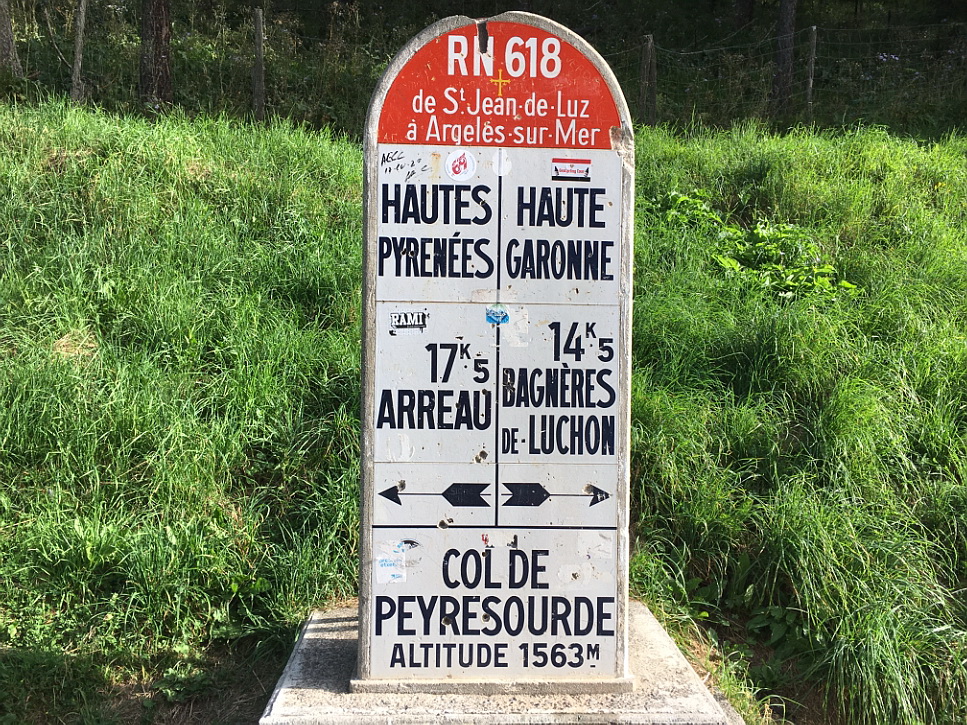 RN 618
de St Jean-de-Luz
à Argelès-sur-Mer
HAUTES
PYRENÉES
HAUTE
GARONNE
RAMI
17K5
ARREAU
14K5
BAGNÈRES
DE-LUCHON
COL DE
PEYRESOURDE
ALTITUDE 1563M